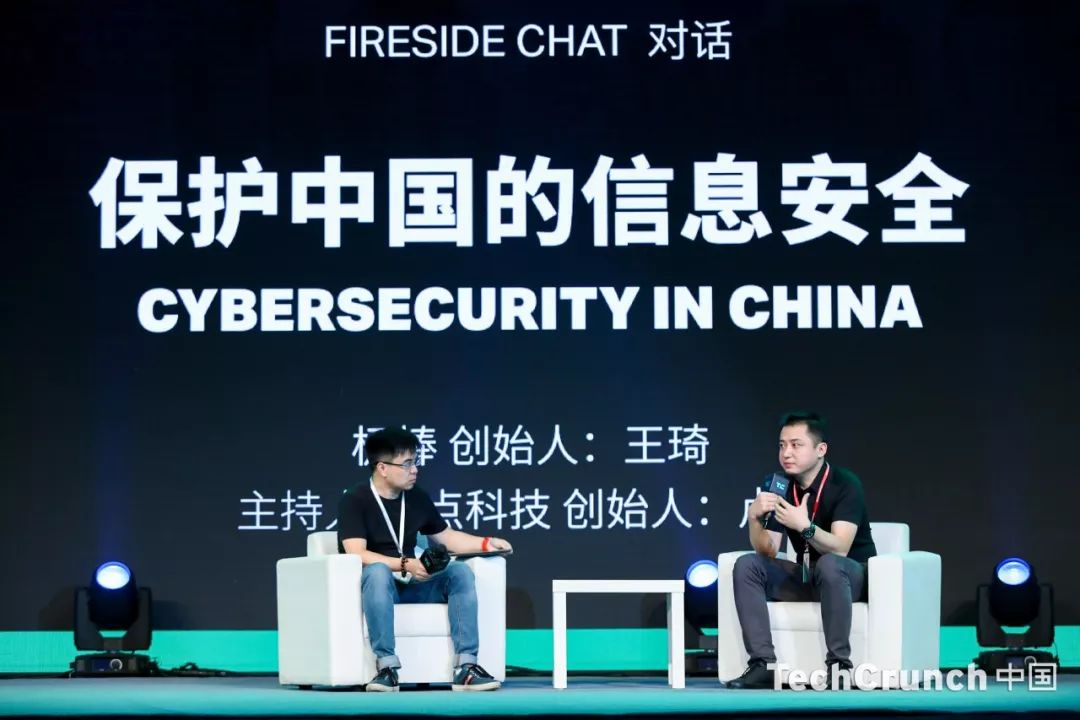 FIRESIDE CHAT 对话
保护中国的信息安全
CYBERSECURITY IN CHINA
棒 创始人：王琦
主持 点科技 创始人：
TC
TechCrunch 中国